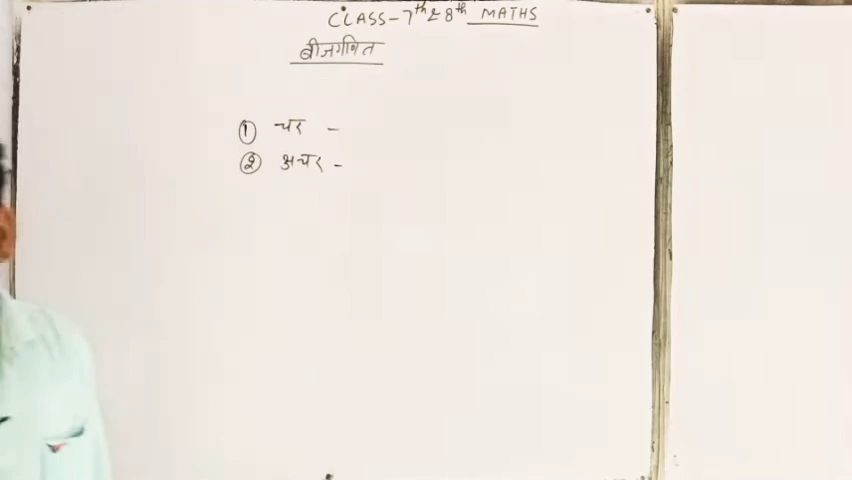 CLASS-7th & 8th MATHS
बीजगणित
① चर -
② अचर -